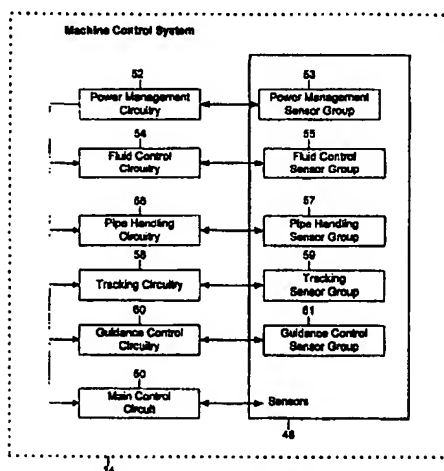 Machine Control System
52
53
Power Management
Circuitry
Power Management
Sensor Group
54
55
Fluid Control
Circuitry
Fluid Control
Sensor Group
56
57
Pipe Handling
Circuitry
Pipe Handling
Sensor Group
58
59
Tracking Circuitry
Tracking
Sensor Group
60
61
Guidance Control
Circuitry
Guidance Control
Sensor Group
50
Main Control
Circuit
Sensors